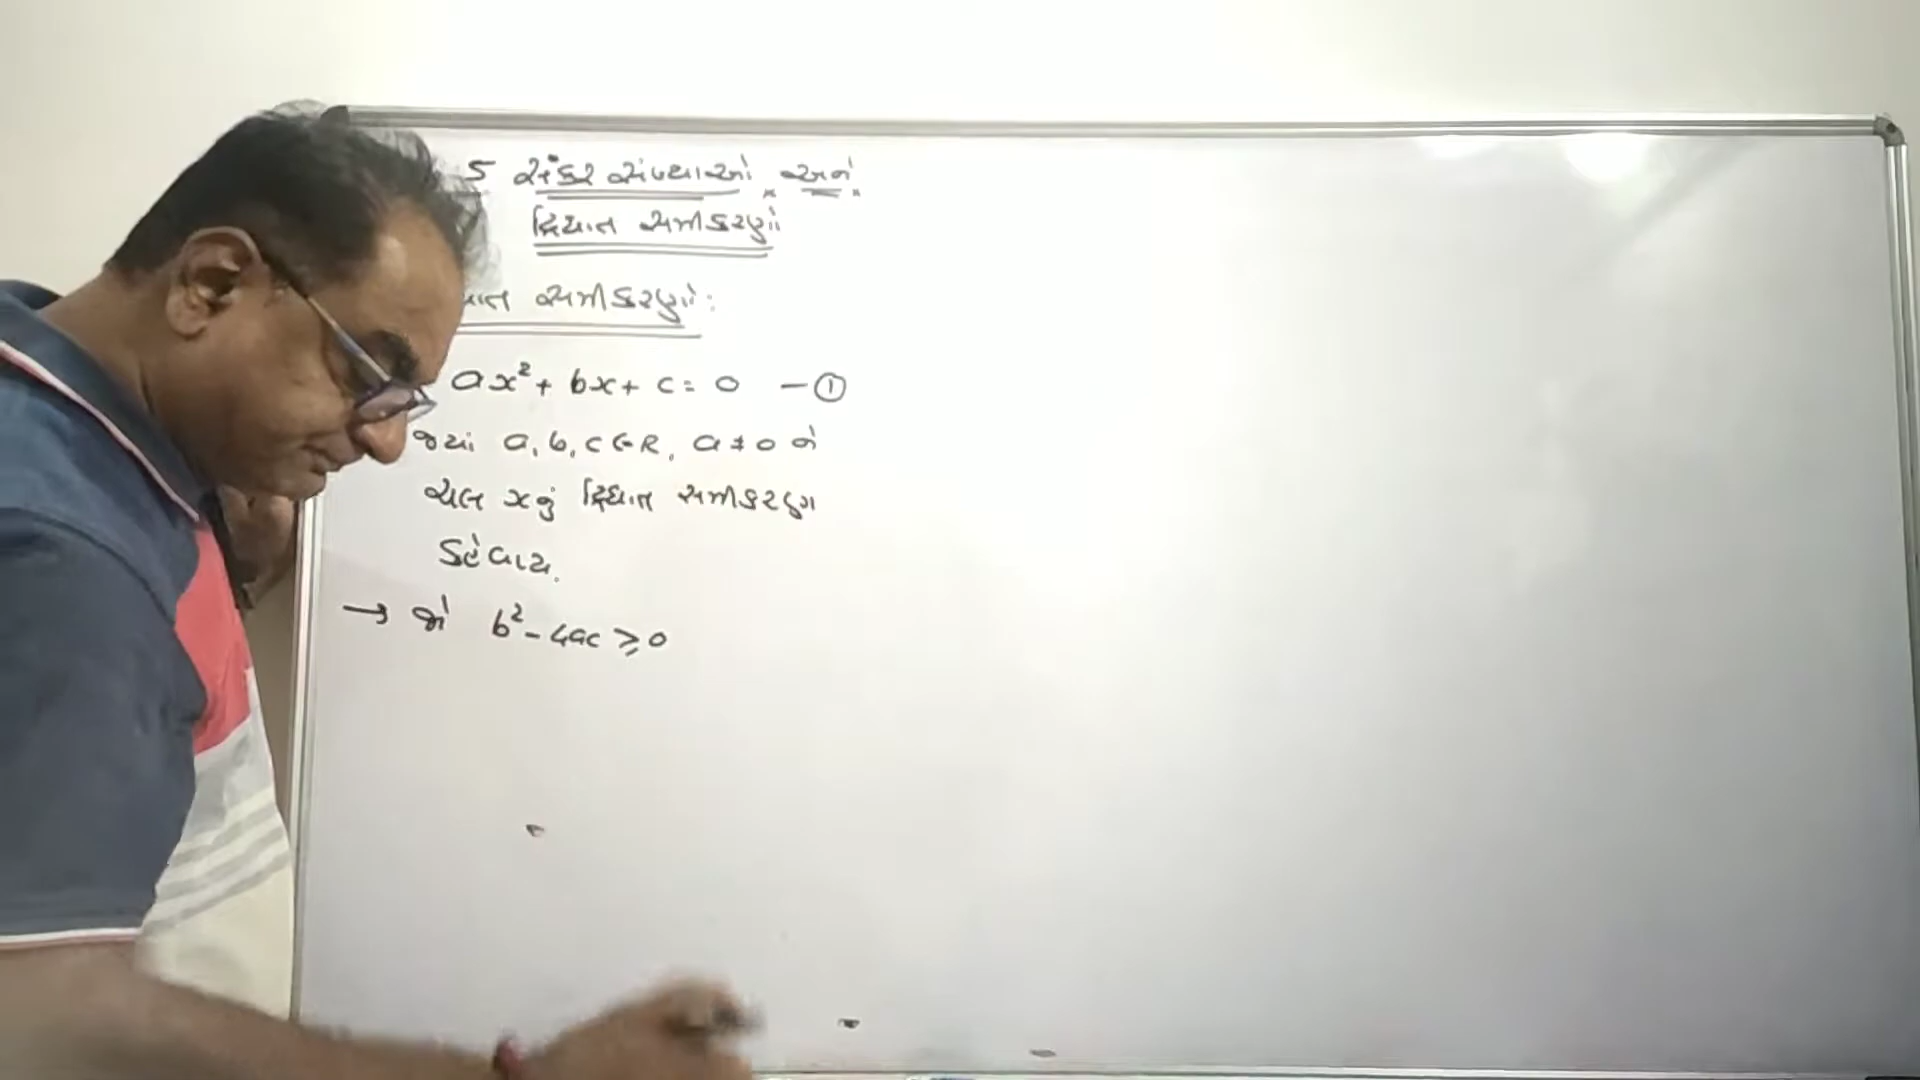 5 સંકર સંખ્યાઓ અને
દ્વિઘાત સમીકરણો
ઘાત સમીકરણો:
ax² + bx + c = 0 — ①
જ્યાં a, b, c ∈ R, a ≠ 0 ને
ચલ x નું દ્વિઘાત સમીકરણ
કહેવાય.
→ જો b² - 4ac ≥ 0